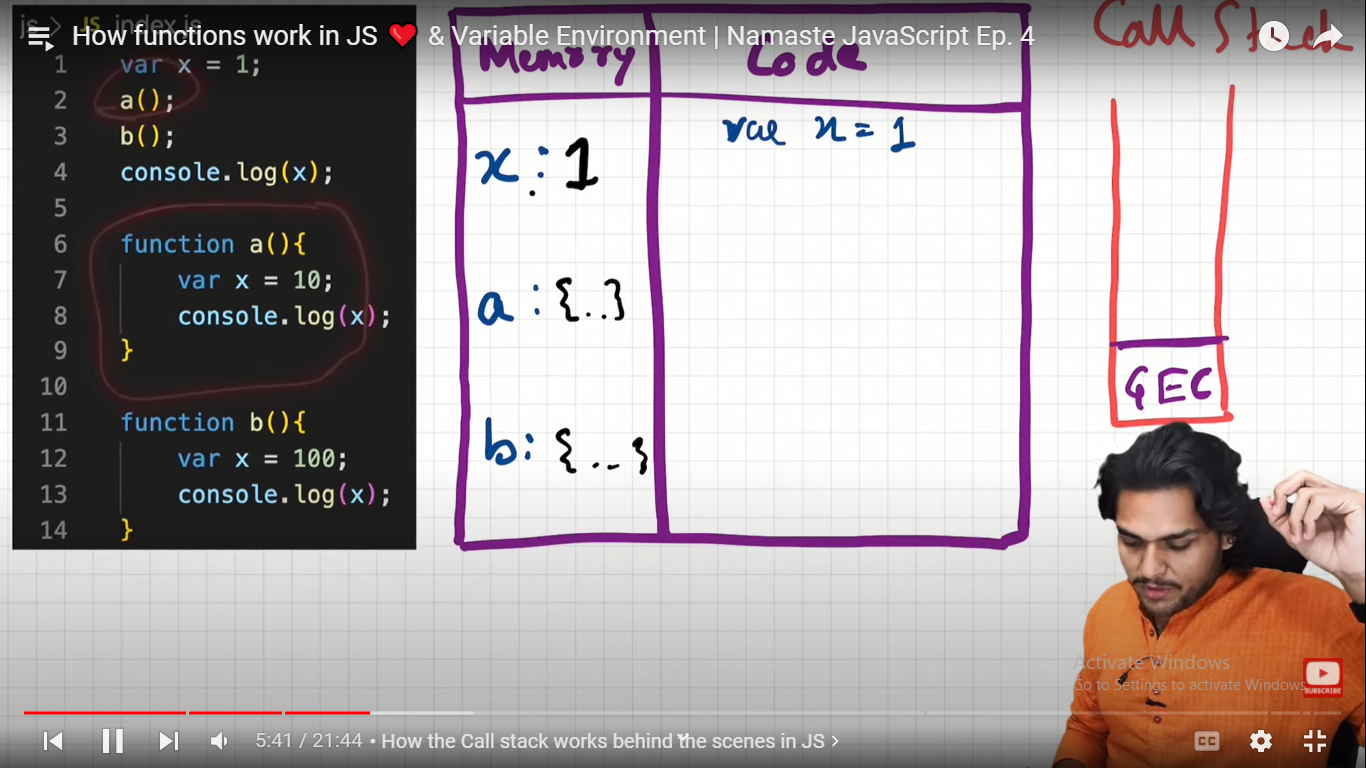 js > JS index.js
How functions work in JS ❤️ & Variable Environment | Namaste JavaScript Ep. 4
1 var x = 1;
2 a();
3 b();
4 console.log(x);
5
6 function a(){
7 var x = 10;
8 console.log(x);
9 }
10
11 function b(){
12 var x = 100;
13 console.log(x);
14 }
Memory Code
x : 1
a : {..}
b : {...}
var x = 1
Call Stack
GEC
Activate Windows
Go to Settings to activate Windows.
SUBSCRIBE
5:41 / 21:44 • How the Call stack works behind the scenes in JS >
CC